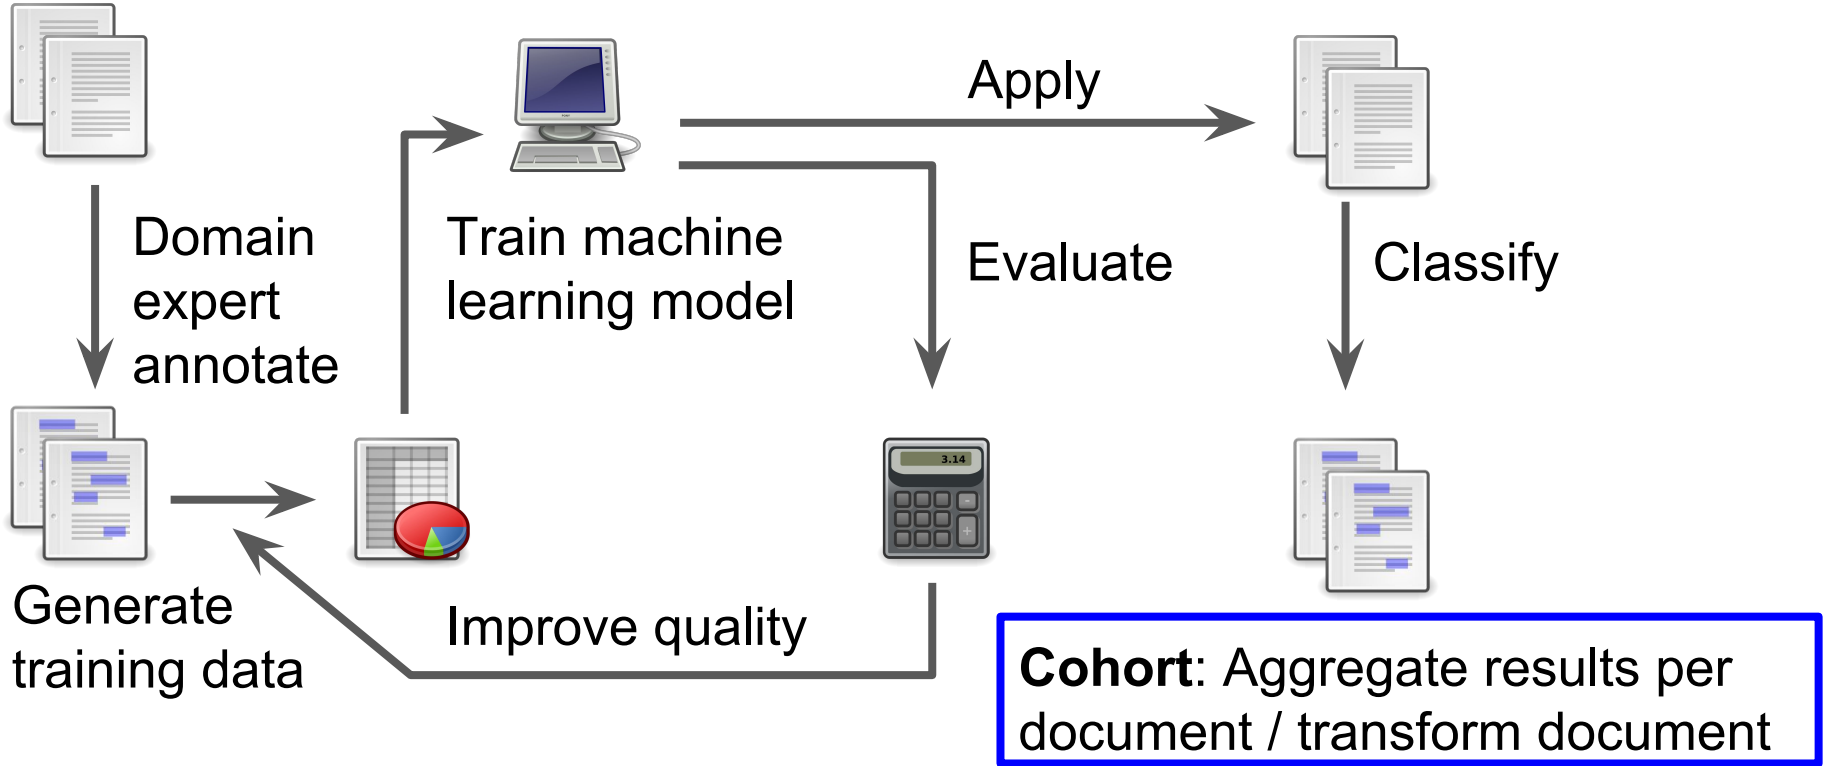 Apply
Domain
expert
annotate
Train machine
learning model
Evaluate
Classify
3.14
Generate
training data
Improve quality
Cohort: Aggregate results per
document / transform document